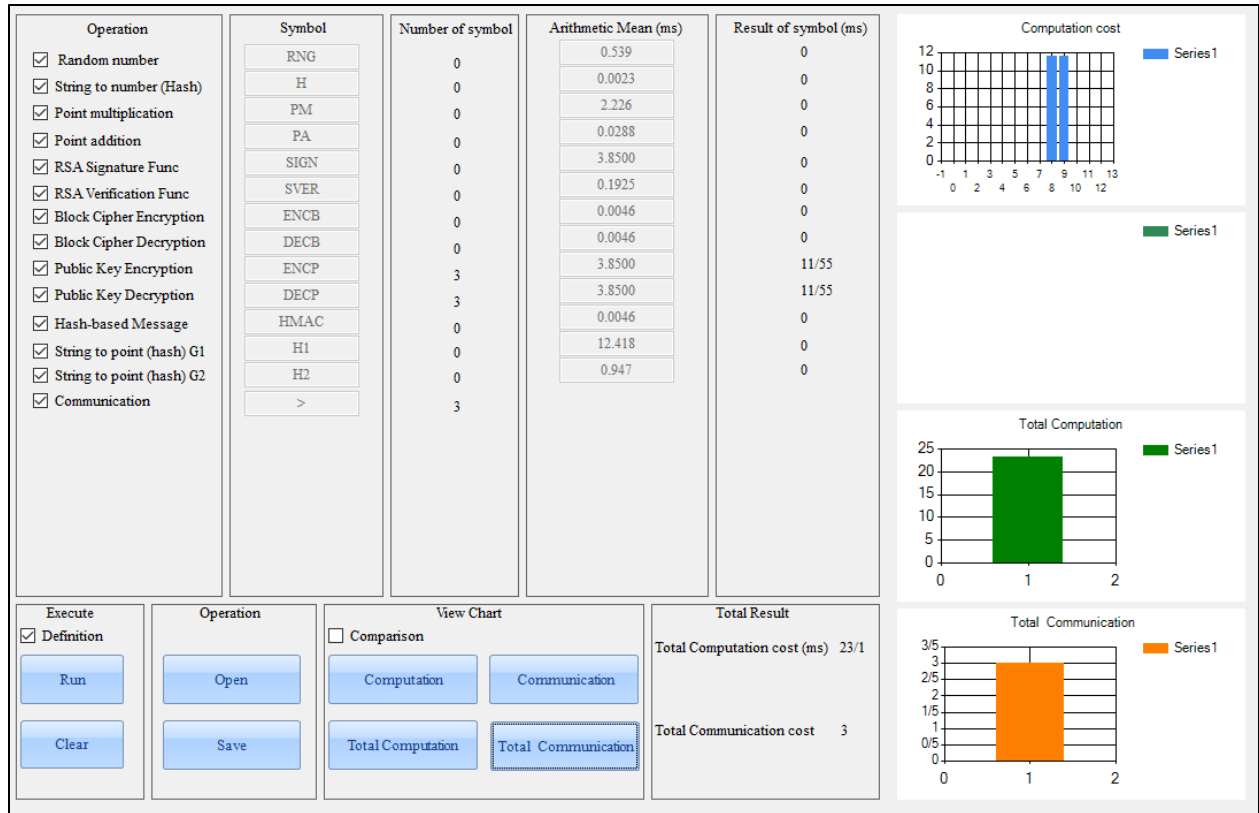 Operation Symbol Number of symbol Arithmetic Mean (ms) Result of symbol (ms)
Random number RNG 0 0.539 0
String to number (Hash) H 0 0.0023 0
Point multiplication PM 0 2.226 0
Point addition PA 0 0.0288 0
RSA Signature Func SIGN 0 3.8500 0
RSA Verification Func SVER 0 0.1925 0
Block Cipher Encryption ENCB 0 0.0046 0
Block Cipher Decryption DECB 0 0.0046 0
Public Key Encryption ENCP 3 3.8500 11/55
Public Key Decryption DECP 3 3.8500 11/55
Hash-based Message HMAC 0 0.0046 0
String to point (hash) G1 H1 0 12.418 0
String to point (hash) G2 H2 0 0.947 0
Communication > 3
Computation cost
Series1
12
10
8
6
4
2
0
-1 1 3 5 7 9 11 13
0 2 4 6 8 10 12
Series1
Total Computation
Series1
25
20
15
10
5
0
0 1 2
Execute
Definition
Run
Clear
Operation
Open
Save
View Chart
Comparison
Computation Communication
Total Computation Total Communication
Total Result
Total Computation cost (ms) 23/1
Total Communication cost 3
Total Communication
Series1
3/5
3
2/5
2
1/5
1
0/5
0
0 1 2